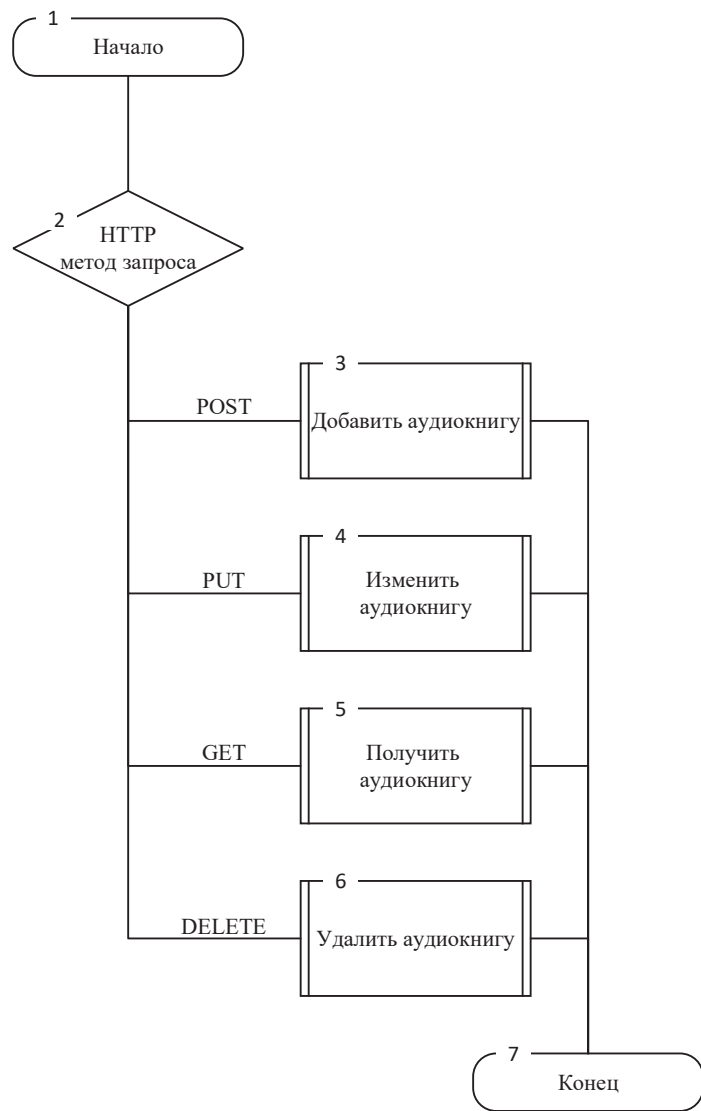 1
Начало
2
HTTP
метод запроса
3
POST
Добавить аудиокнигу
4
PUT
Изменить
аудиокнигу
5
GET
Получить
аудиокнигу
6
DELETE
Удалить аудиокнигу
7
Конец